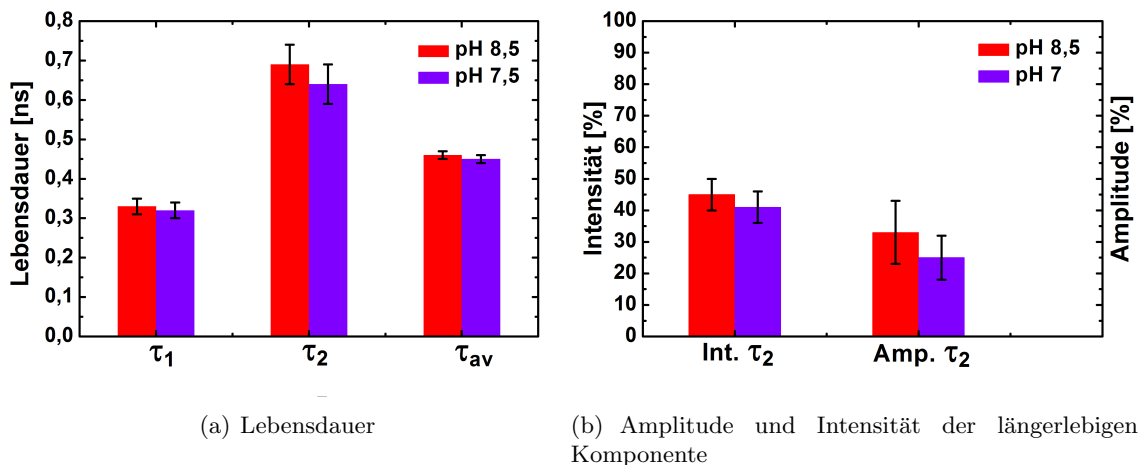 0,8
0,7
0,6
0,5
0,4
0,3
0,2
0,1
0,0
Lebensdauer [ns]
pH 8,5
pH 7,5
τ1
τ2
τav
(a) Lebensdauer
100
90
80
70
60
50
40
30
20
10
0
Intensität [%]
pH 8,5
pH 7
Int. τ2
Amp. τ2
Amplitude [%]
(b) Amplitude und Intensität der längerlebigen
Komponente